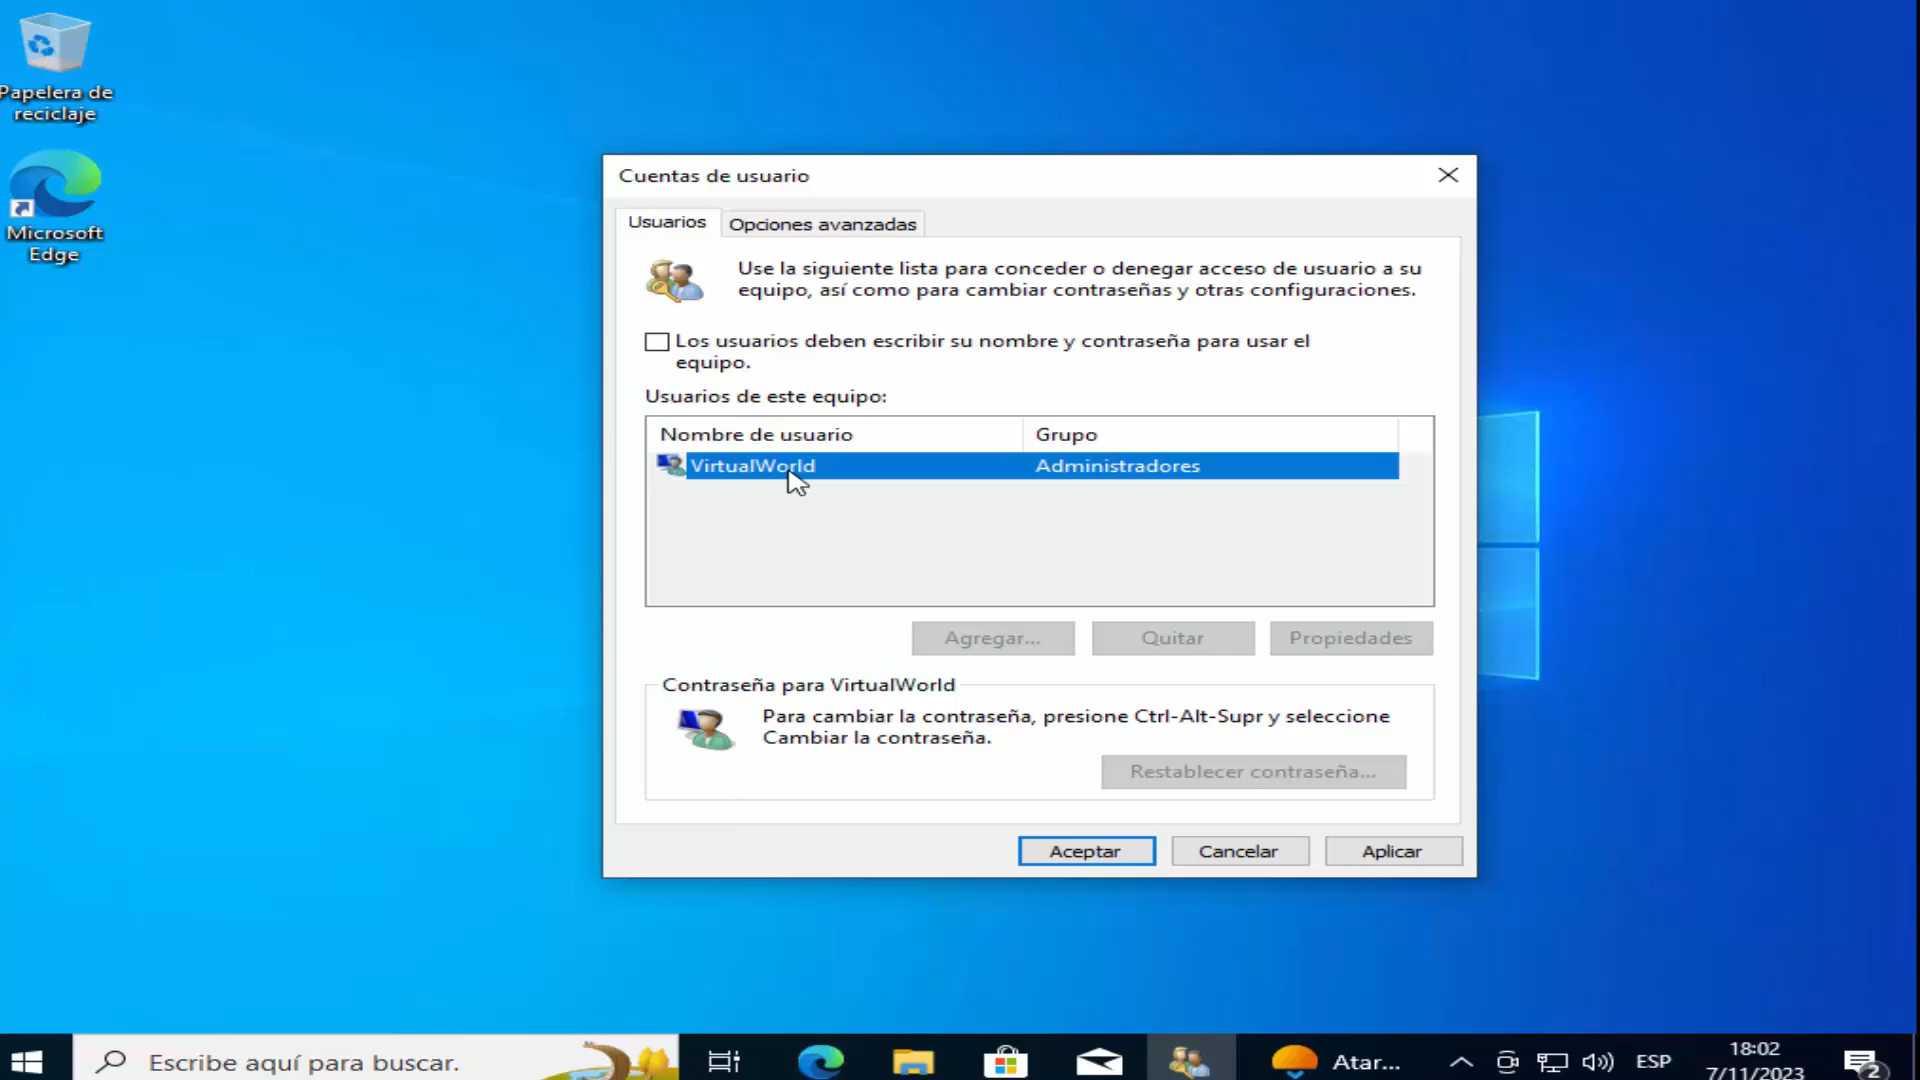 Papelera de
reciclaje
Microsoft
Edge
Cuentas de usuario
Usuarios
Opciones avanzadas
Use la siguiente lista para conceder o denegar acceso de usuario a su
equipo, así como para cambiar contraseñas y otras configuraciones.
Los usuarios deben escribir su nombre y contraseña para usar el
equipo.
Usuarios de este equipo:
Nombre de usuario
Grupo
VirtualWorld
Administradores
Agregar...
Quitar
Propiedades
Contraseña para VirtualWorld
Para cambiar la contraseña, presione Ctrl-Alt-Supr y seleccione
Cambiar la contraseña.
Restablecer contraseña...
Aceptar
Cancelar
Aplicar
Escribe aquí para buscar.
Atar...
ESP
18:02
7/11/2023
2